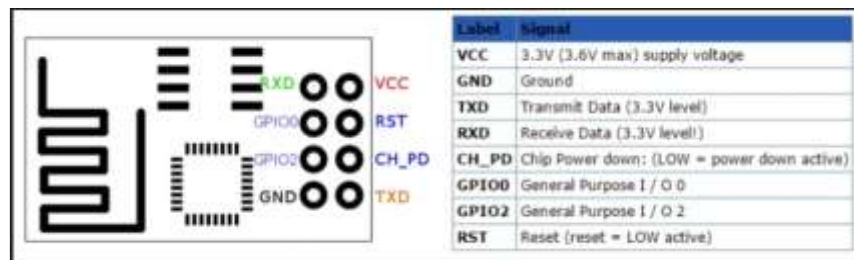 RXD VCC
GPIO0 RST
GPIO2 CH_PD
GND TXD
Label Signal
VCC 3.3V (3.6V max) supply voltage
GND Ground
TXD Transmit Data (3.3V level)
RXD Receive Data (3.3V level!)
CH_PD Chip Power down: (LOW = power down active)
GPIO0 General Purpose I / O 0
GPIO2 General Purpose I / O 2
RST Reset (reset = LOW active)